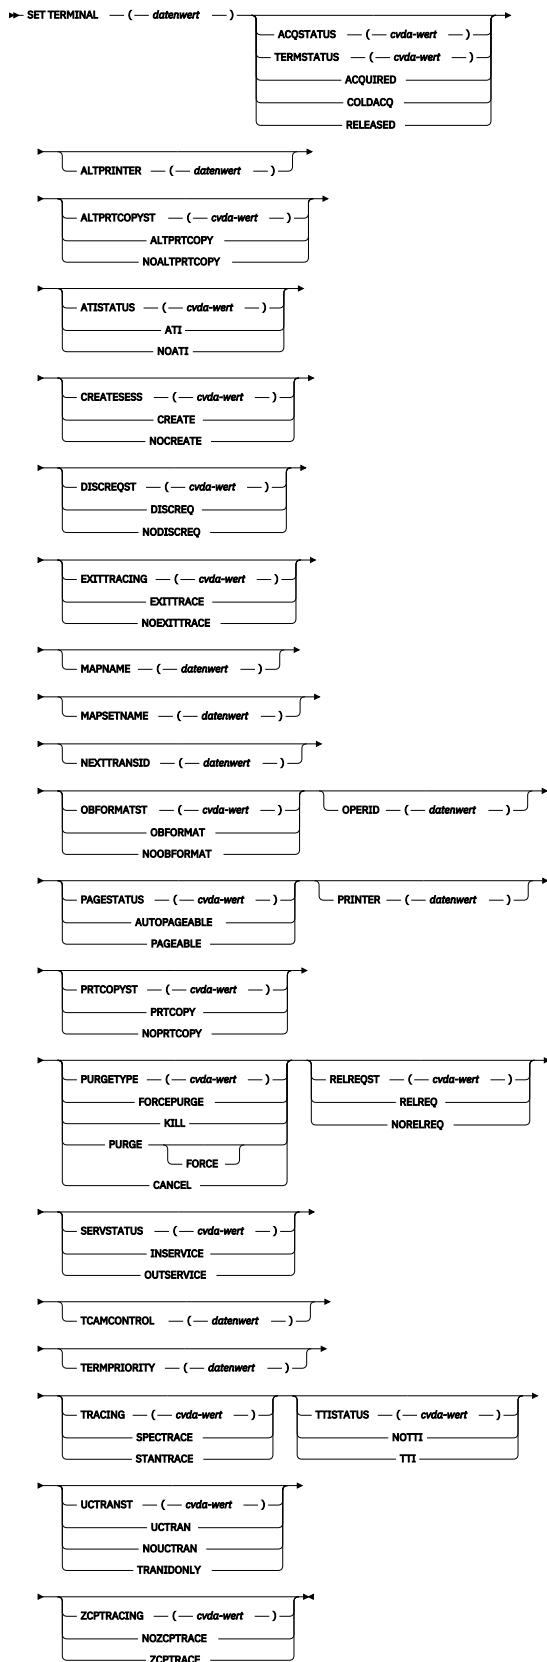 SET TERMINAL ( datenwert )
ACQSTATUS ( cvda-wert )
TERMSTATUS ( cvda-wert )
ACQUIRED
COLDACQ
RELEASED
ALTPRINTER ( datenwert )
ALTPRTCOPYST ( cvda-wert )
ALTPRTCOPY
NOALTPRTCOPY
ATISTATUS ( cvda-wert )
ATI
NOATI
CREATESESS ( cvda-wert )
CREATE
NOCREATE
DISCREQST ( cvda-wert )
DISCREQ
NODISCREQ
EXITTRACING ( cvda-wert )
EXITTRACE
NOEXITTRACE
MAPNAME ( datenwert )
MAPSETNAME ( datenwert )
NEXTTRANSID ( datenwert )
OBFORMATST ( cvda-wert )
OBFORMAT
NOOBFORMAT
OPERID ( datenwert )
PAGESTATUS ( cvda-wert )
AUTOPAGEABLE
PAGEABLE
PRINTER ( datenwert )
PRTCOPYST ( cvda-wert )
PRTCOPY
NOPRTCOPY
PURGETYPE ( cvda-wert )
FORCEPURGE
KILL
PURGE
FORCE
CANCEL
RELREQST ( cvda-wert )
RELREQ
NORELREQ
SERVSTATUS ( cvda-wert )
INSERVICE
OUTSERVICE
TCAMCONTROL ( datenwert )
TERMPRIORITY ( datenwert )
TRACING ( cvda-wert )
SPECTRACE
STANTRACE
TTISTATUS ( cvda-wert )
NOTTI
TTI
UCTRANST ( cvda-wert )
UCTRAN
NOUCTRAN
TRANIDONLY
ZCPTRACING ( cvda-wert )
NOZCPTRACE
ZCPTRACE